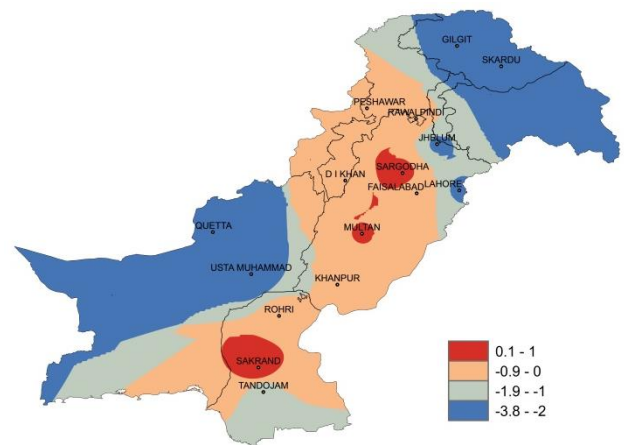 GILGIT
SKARDU
PESHAWAR
RAWALPINDI
JHELUM
SARGODHA
D I KHAN
FAISALABAD
LAHORE
QUETTA
MULTAN
USTA MUHAMMAD
KHANPUR
ROHRI
SAKRAND
TANDOJAM
0.1 - 1
-0.9 - 0
-1.9 - -1
-3.8 - -2